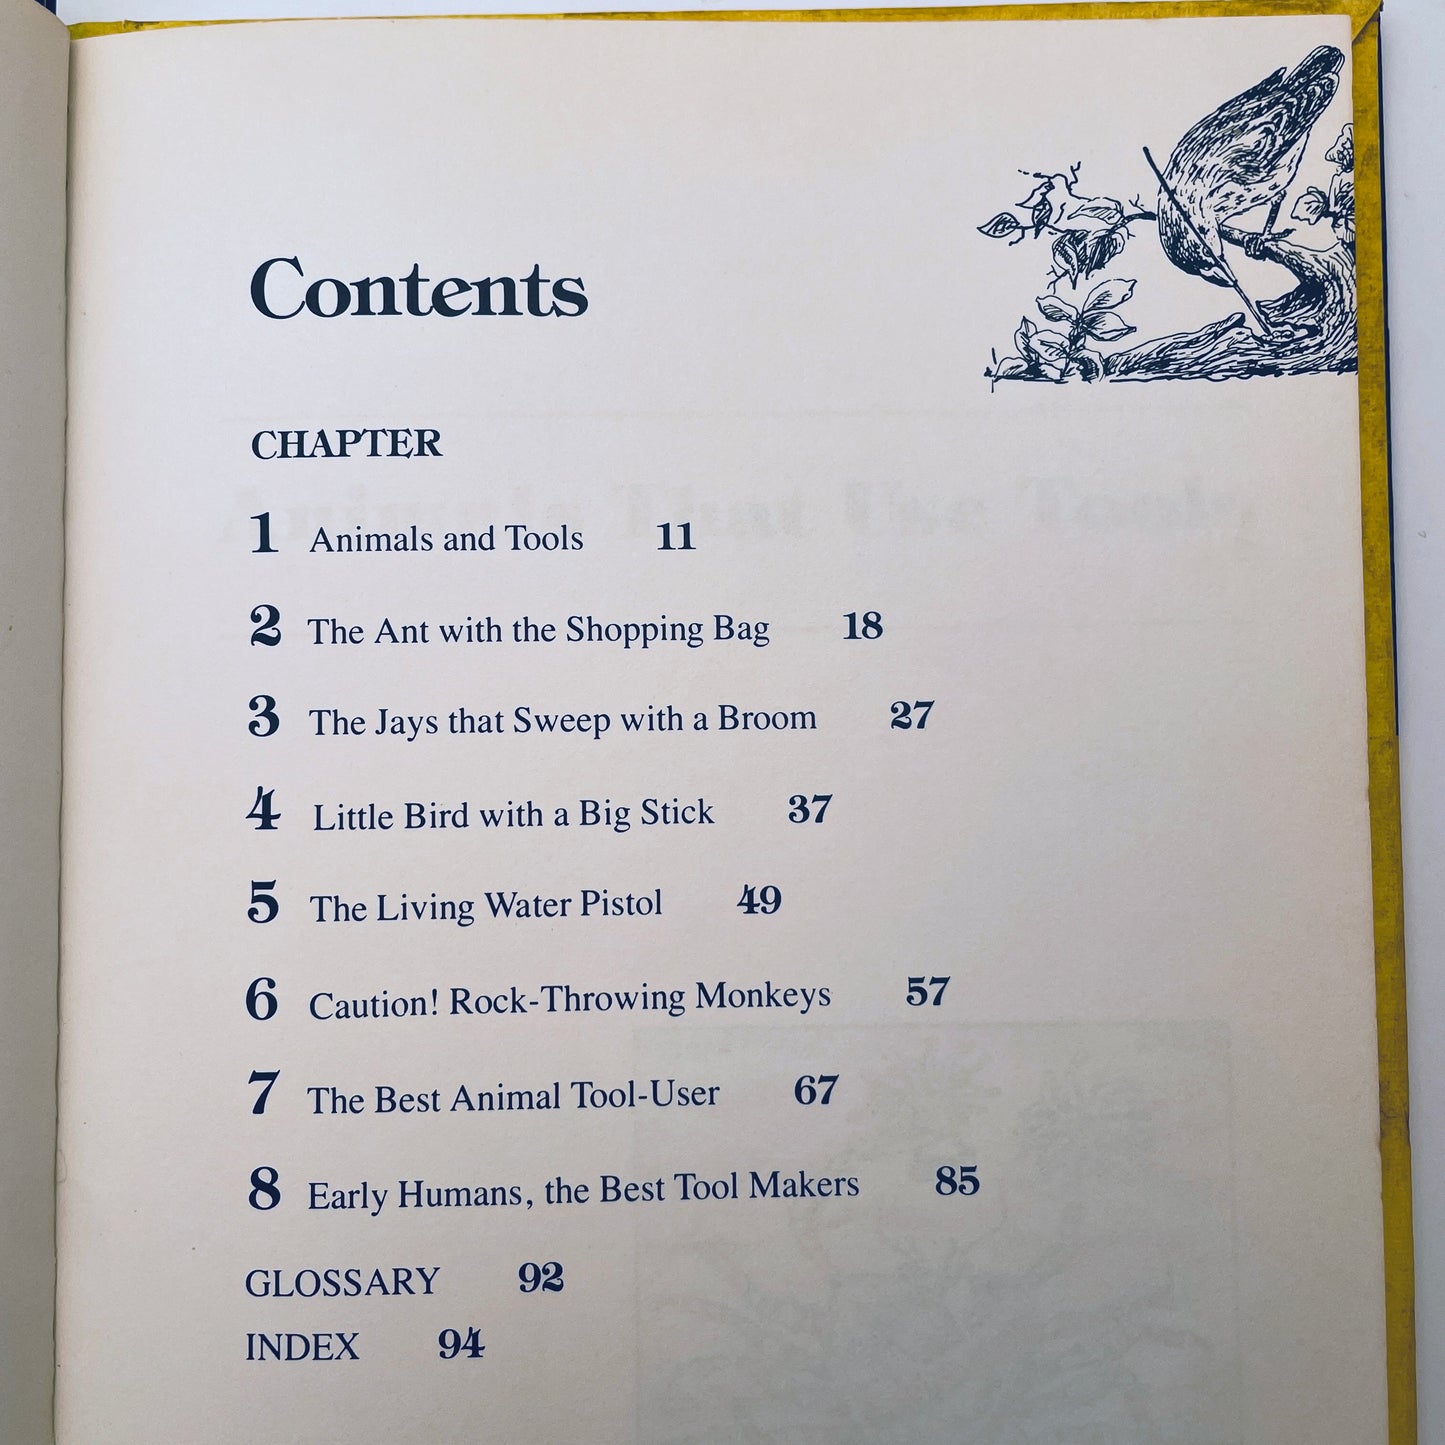 Contents
CHAPTER
1 Animals and Tools 11
2 The Ant with the Shopping Bag 18
3 The Jays that Sweep with a Broom 27
4 Little Bird with a Big Stick 37
5 The Living Water Pistol 49
6 Caution! Rock-Throwing Monkeys 57
7 The Best Animal Tool-User 67
8 Early Humans, the Best Tool Makers 85
GLOSSARY 92
INDEX 94